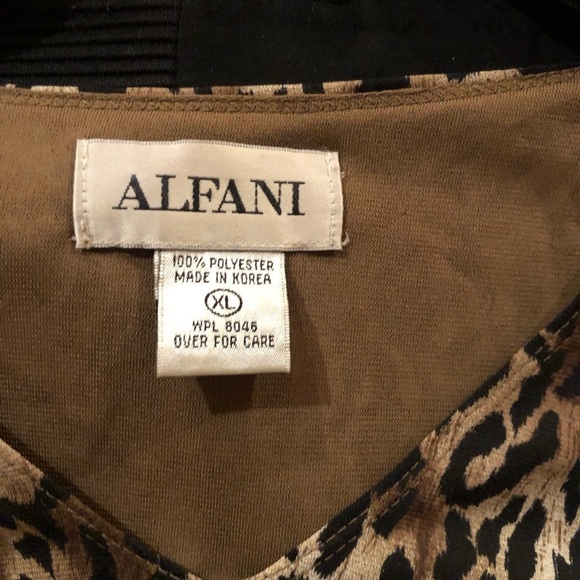 ALFANI
100% POLYESTER
MADE IN KOREA
XL
WPL 8046
OVER FOR CARE